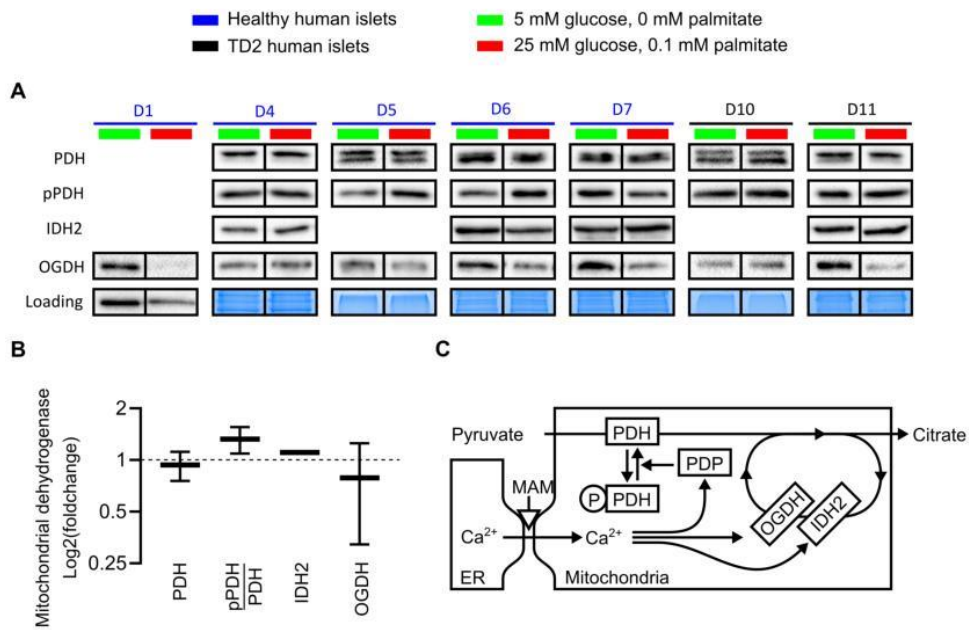 Healthy human islets
TD2 human islets
5 mM glucose, 0 mM palmitate
25 mM glucose, 0.1 mM palmitate
A
D1 D4 D5 D6 D7 D10 D11
PDH
pPDH
IDH2
OGDH
Loading
B
Mitochondrial dehydrogenase
Log2(foldchange)
2
1
0.5
0.25
PDH
pPDH
PDH
IDH2
OGDH
C
Pyruvate
PDH
Citrate
PDP
MAM
P PDH
OGDH
IDH2
Ca²⁺ Ca²⁺
ER Mitochondria